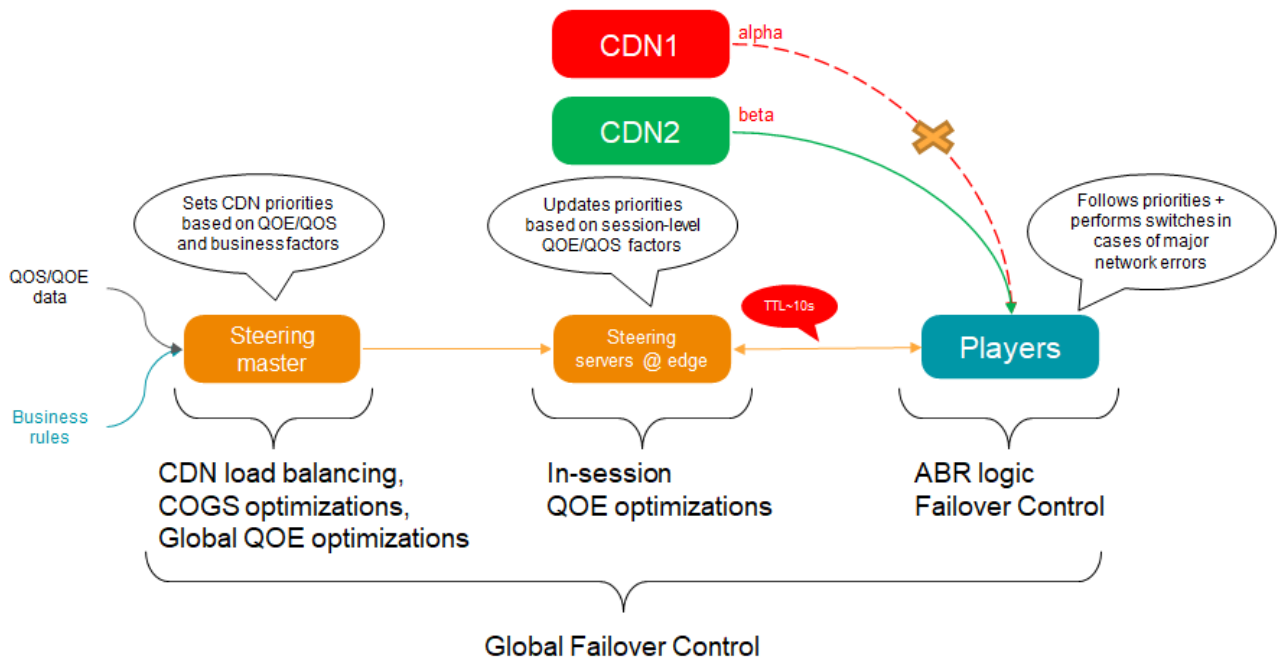 CDN1
alpha
CDN2
beta
Sets CDN priorities
based on QOE/QOS
and business factors
Updates priorities
based on session-level
QOE/QOS factors
Follows priorities +
performs switches in
cases of major
network errors
QOS/QOE
data
Business
rules
Steering
master
Steering
servers @ edge
TTL~10s
Players
CDN load balancing,
COGS optimizations,
Global QOE optimizations
In-session
QOE optimizations
ABR logic
Failover Control
Global Failover Control